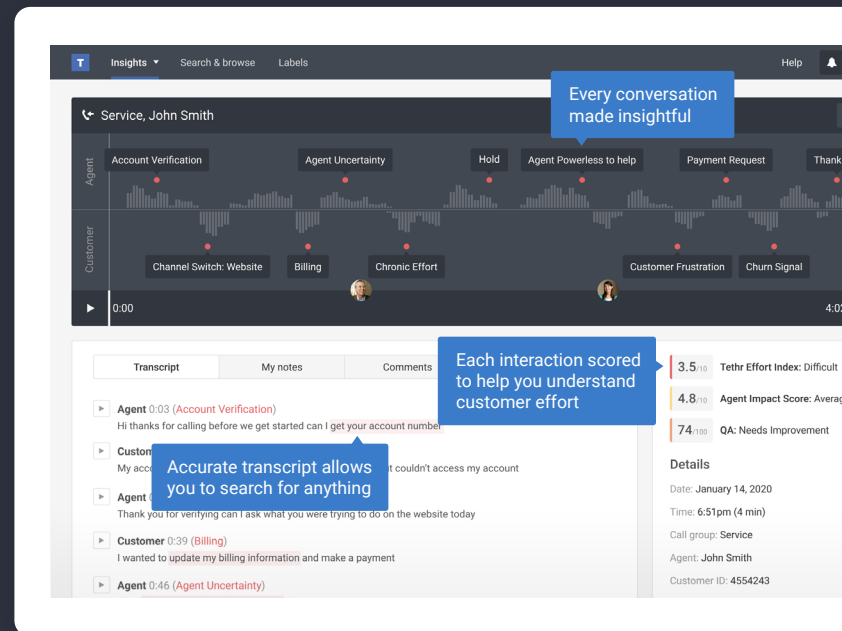 T Insights Search & browse Labels Help
Every conversation
made insightful
Service, John Smith
Agent
Account Verification Agent Uncertainty Hold Agent Powerless to help Payment Request Thank
Customer
Channel Switch: Website Billing Chronic Effort Customer Frustration Churn Signal
0:00 4:02
Transcript My notes Comments
Each interaction scored
to help you understand
customer effort
3.5/10 Tethr Effort Index: Difficult
4.8/10 Agent Impact Score: Averag
74/100 QA: Needs Improvement
Agent 0:03 (Account Verification)
Hi thanks for calling before we get started can I get your account number
Custom
My acco t couldn't access my account
Accurate transcript allows
you to search for anything
Agent
Thank you for verifying can I ask what you were trying to do on the website today
Customer 0:39 (Billing)
I wanted to update my billing information and make a payment
Agent 0:46 (Agent Uncertainty)
Details
Date: January 14, 2020
Time: 6:51pm (4 min)
Call group: Service
Agent: John Smith
Customer ID: 4554243